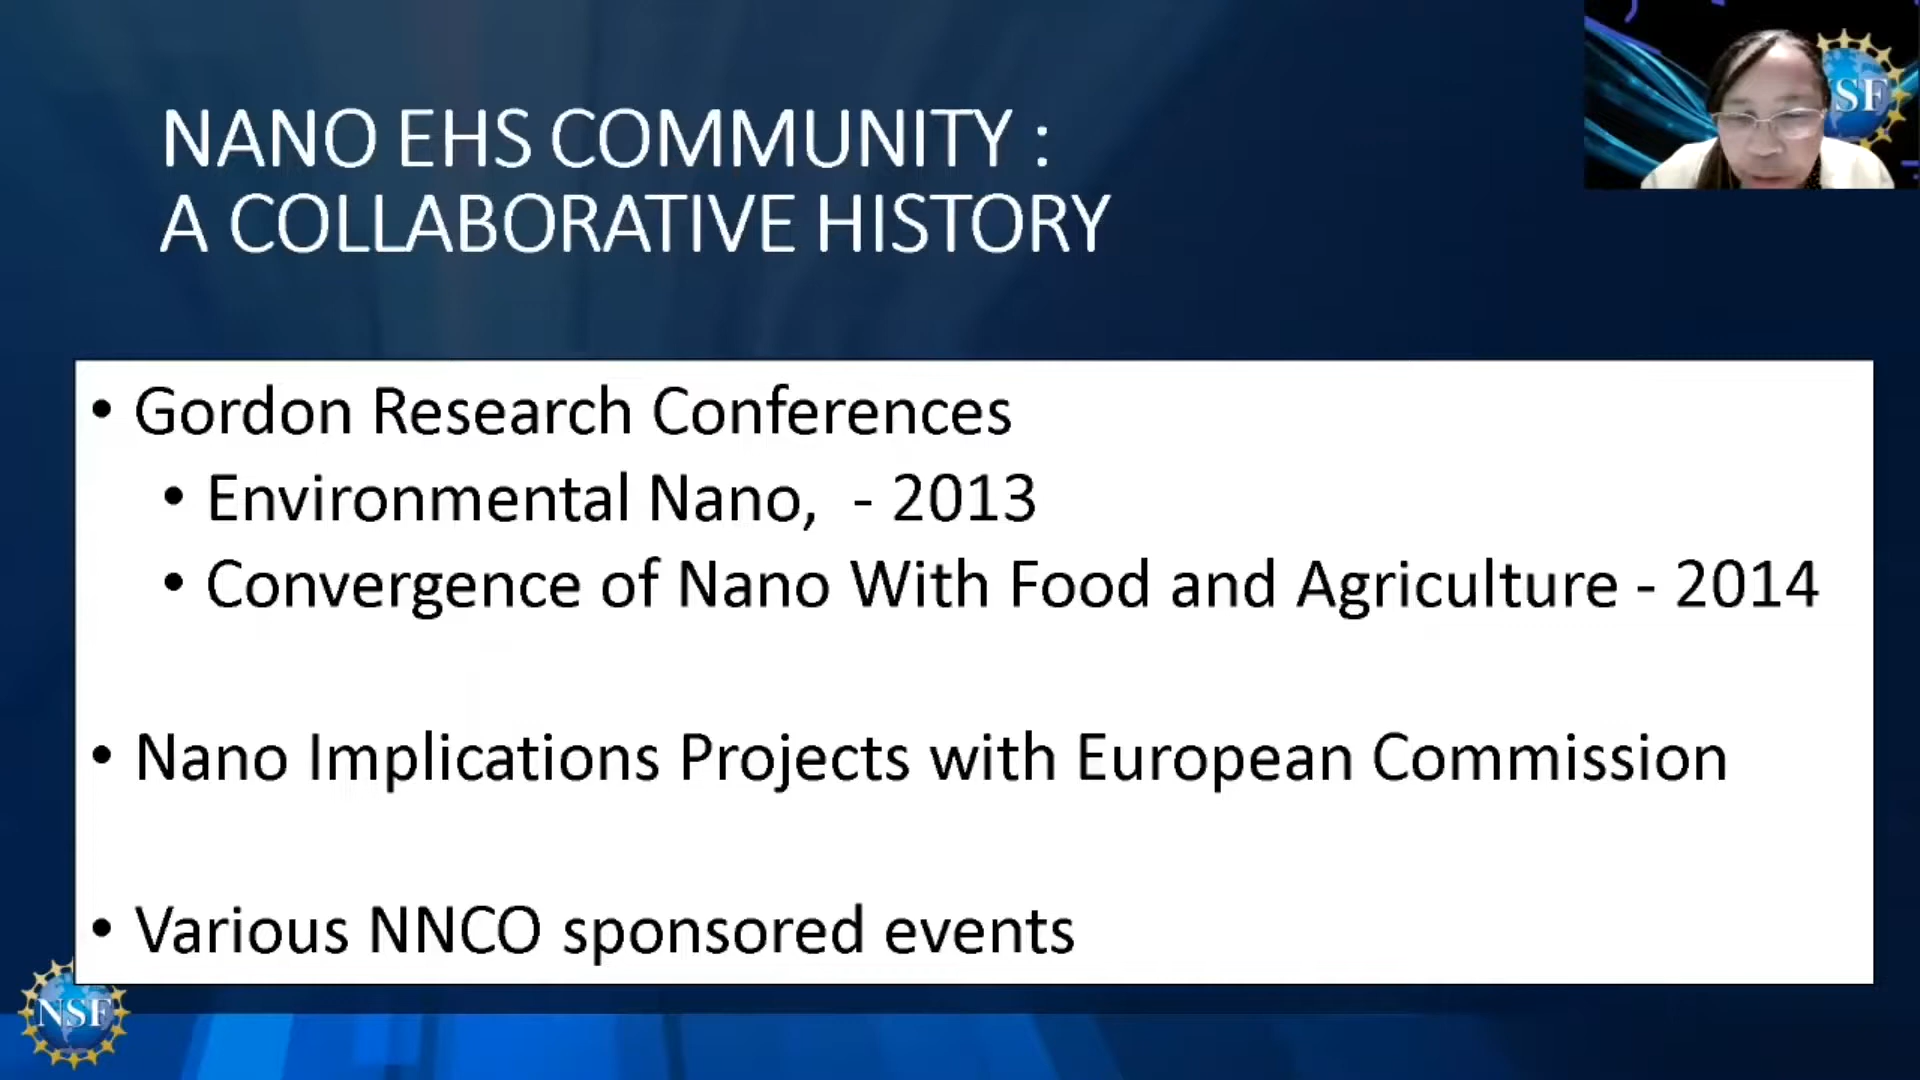 NANO EHS COMMUNITY :
A COLLABORATIVE HISTORY
• Gordon Research Conferences
• Environmental Nano,  - 2013
• Convergence of Nano With Food and Agriculture - 2014
• Nano Implications Projects with European Commission
• Various NNCO sponsored events
NSF
SF